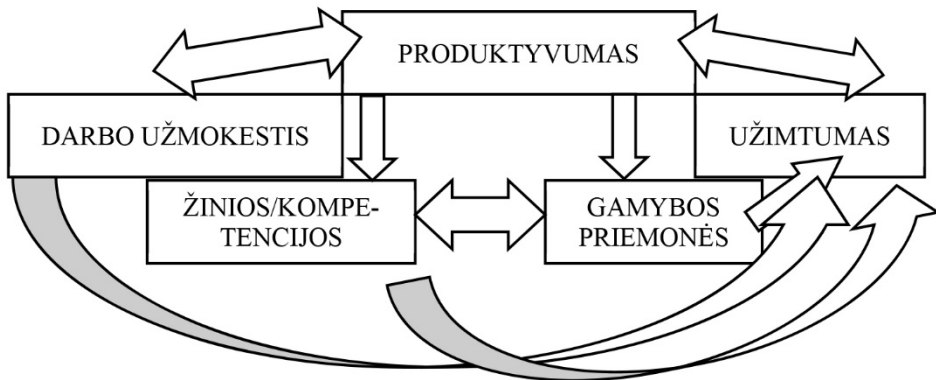 PRODUKTYVUMAS
DARBO UŽMOKESTIS
UŽIMTUMAS
ŽINIOS/KOMPE-
TENCIJOS
GAMYBOS
PRIEMONĖS